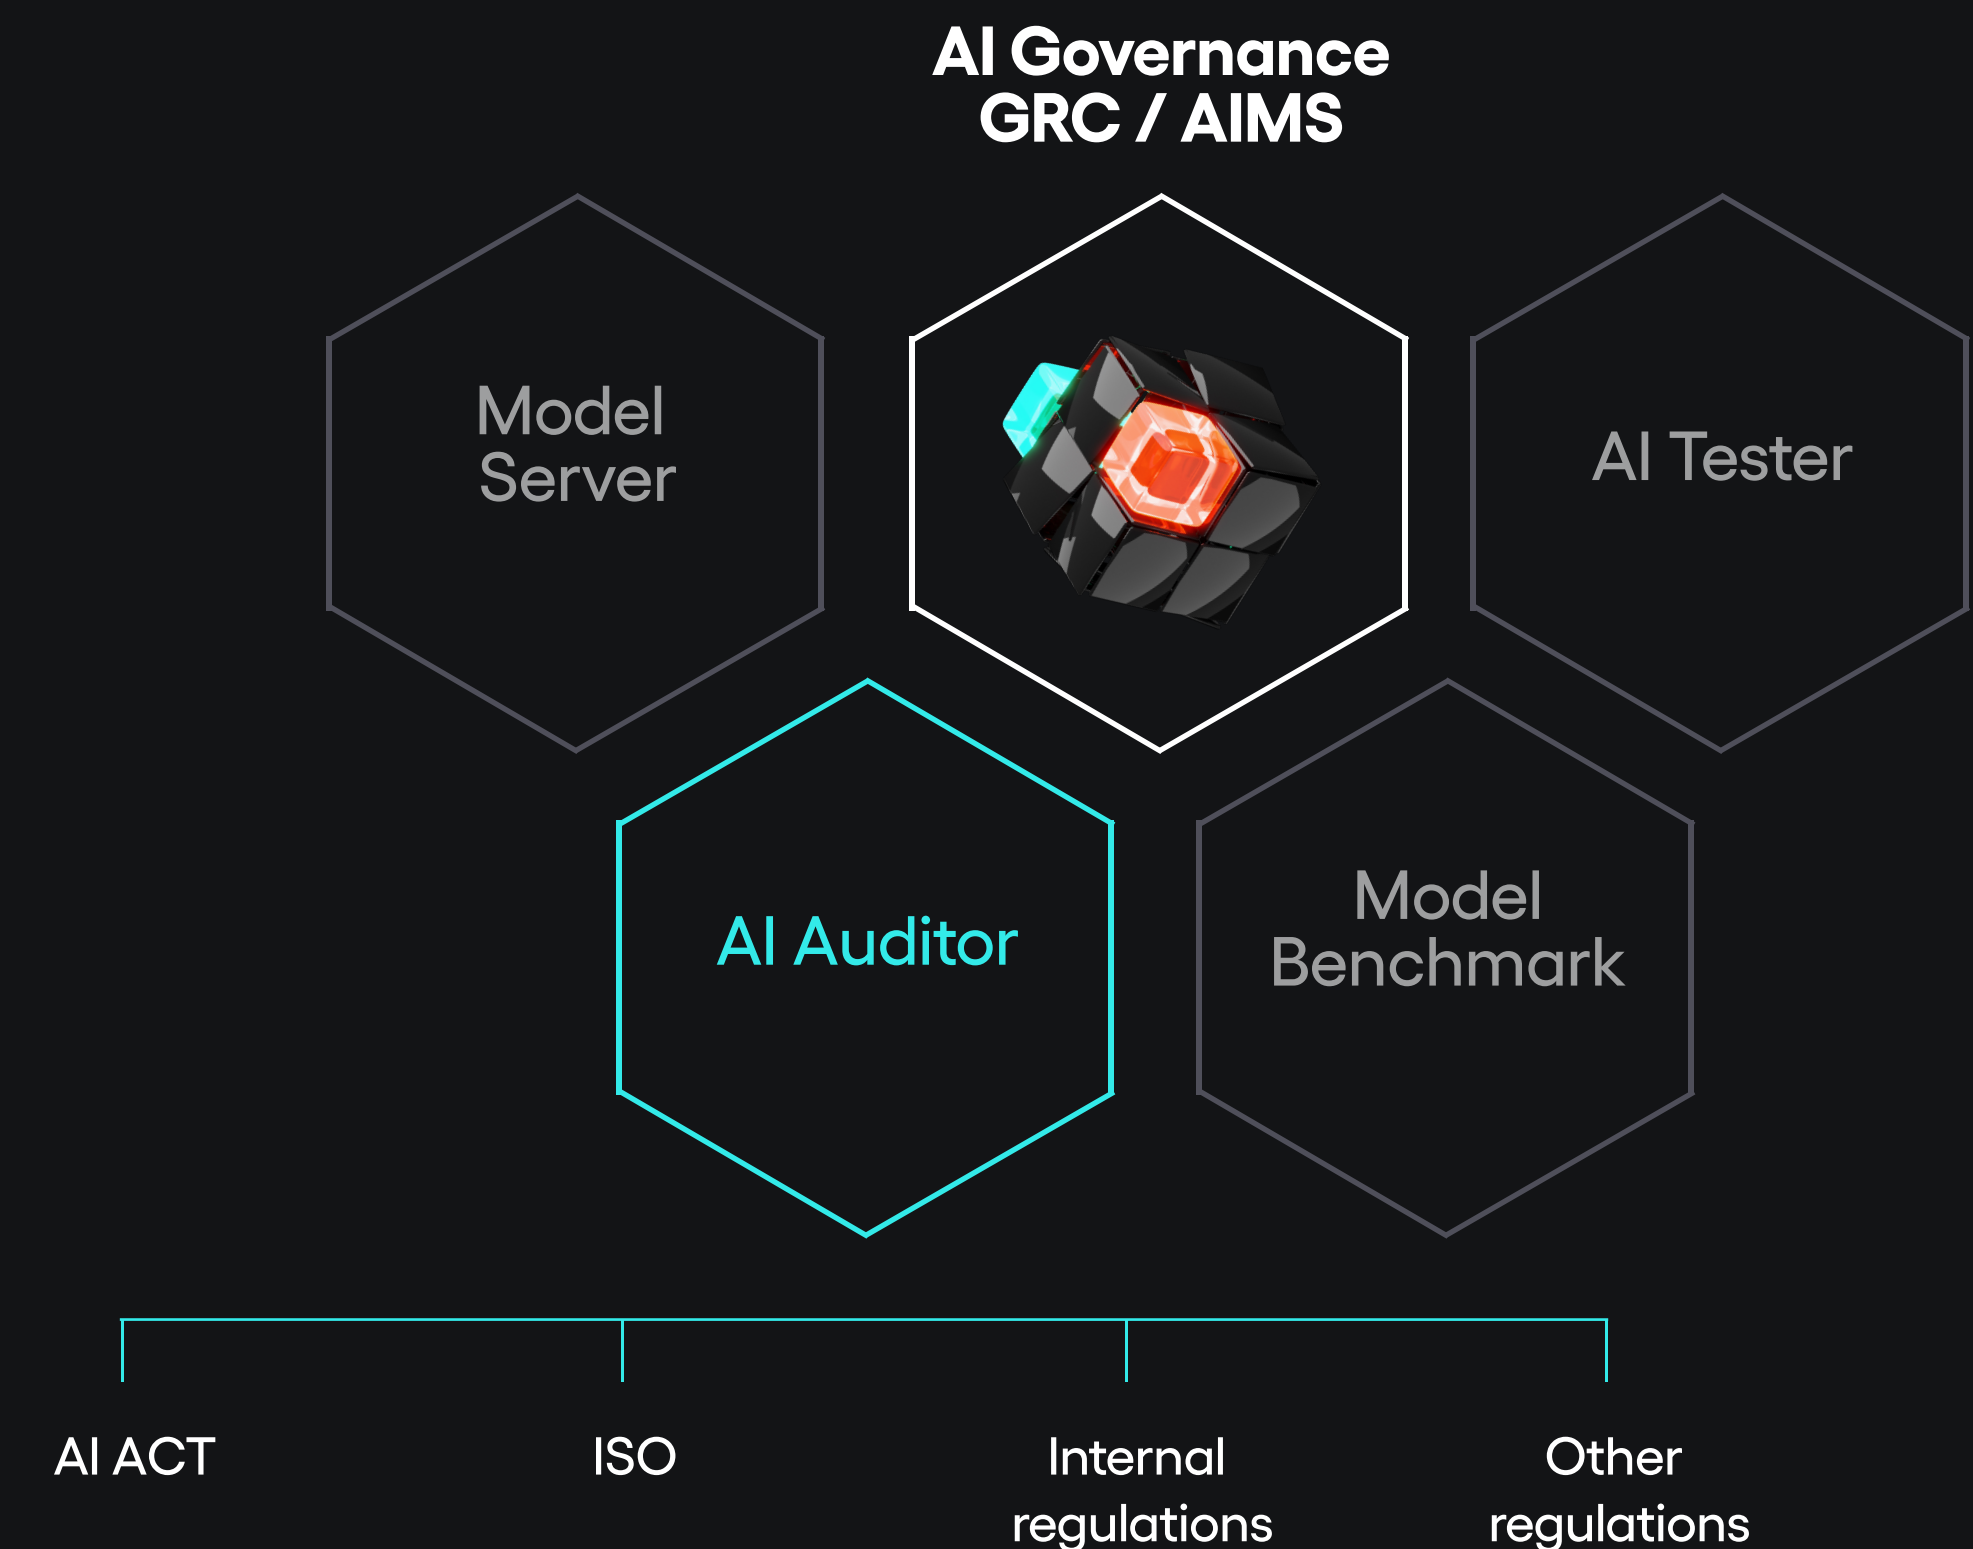 AI Governance
GRC / AIMS
Model
Server
AI Tester
AI Auditor
Model
Benchmark
AI ACT
ISO
Internal
regulations
Other
regulations